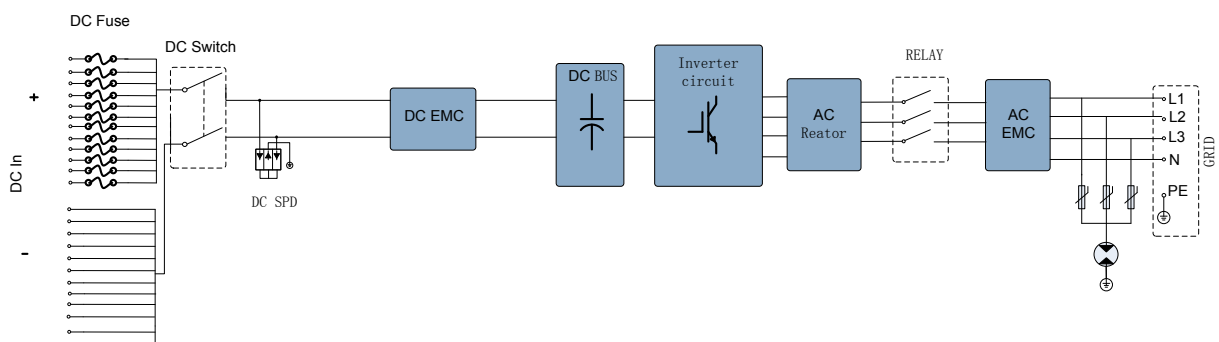 DC Fuse
DC Switch
+
DC In
-
DC SPD
DC EMC
DC BUS
Inverter
circuit
AC
Reator
RELAY
AC
EMC
L1
L2
L3
N
PE
GRID